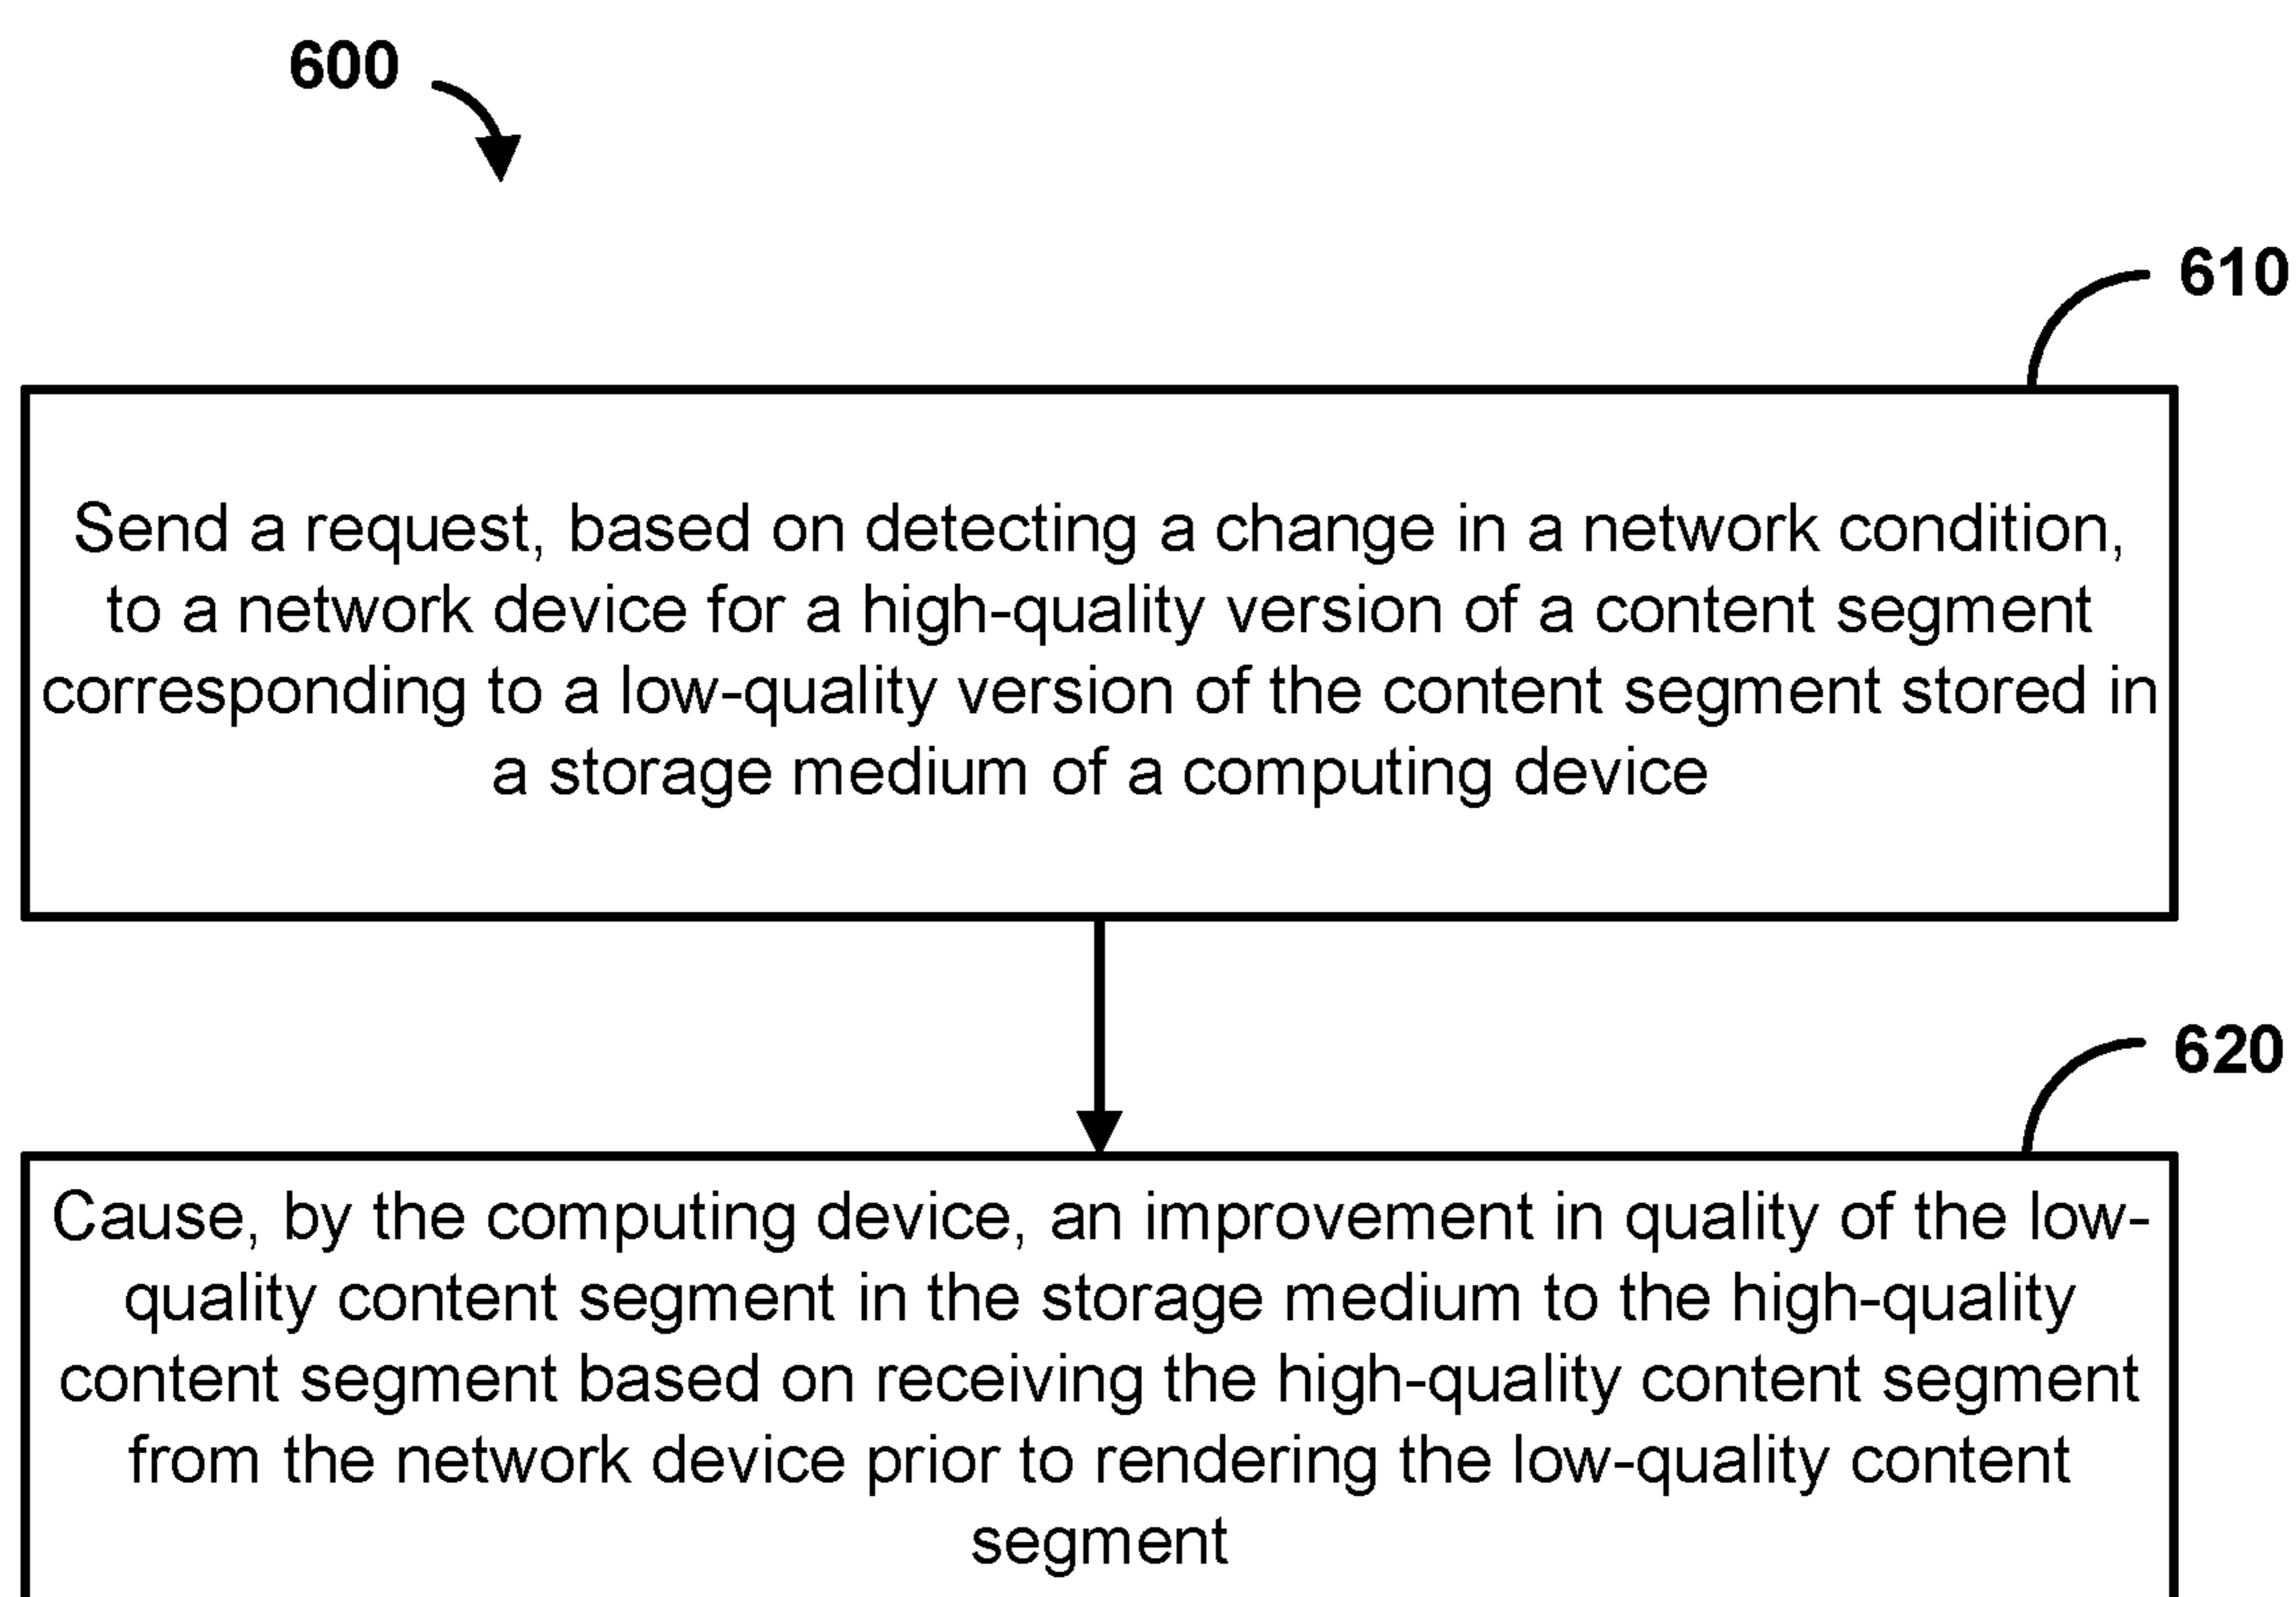 600
610
Send a request, based on detecting a change in a network condition,
to a network device for a high-quality version of a content segment
corresponding to a low-quality version of the content segment stored in
a storage medium of a computing device
620
Cause, by the computing device, an improvement in quality of the low-
quality content segment in the storage medium to the high-quality
content segment based on receiving the high-quality content segment
from the network device prior to rendering the low-quality content
segment